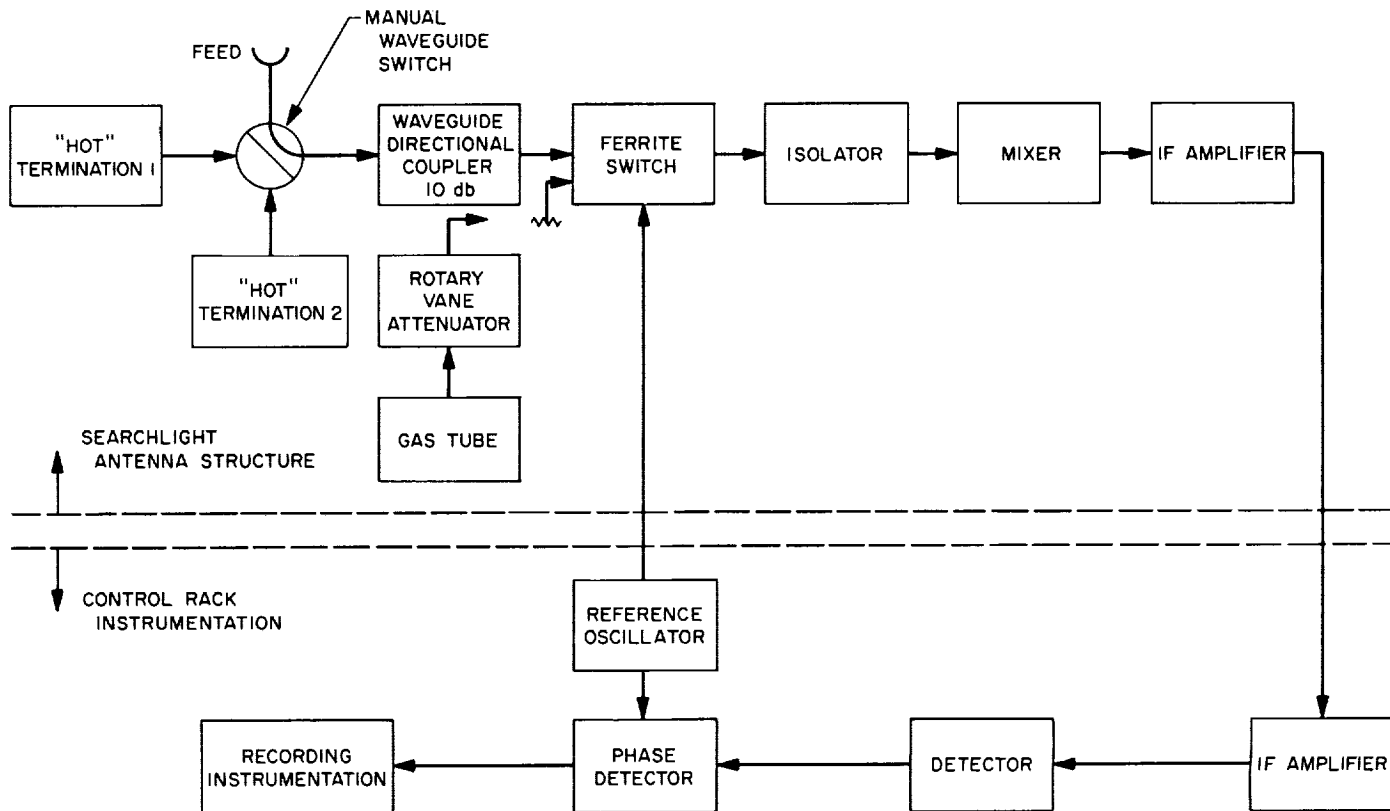 MANUAL
WAVEGUIDE
SWITCH
FEED
"HOT"
TERMINATION 1
WAVEGUIDE
DIRECTIONAL
COUPLER
10 db
FERRITE
SWITCH
ISOLATOR
MIXER
IF AMPLIFIER
"HOT"
TERMINATION 2
ROTARY
VANE
ATTENUATOR
GAS TUBE
SEARCHLIGHT
ANTENNA STRUCTURE
CONTROL RACK
INSTRUMENTATION
REFERENCE
OSCILLATOR
RECORDING
INSTRUMENTATION
PHASE
DETECTOR
DETECTOR
IF AMPLIFIER